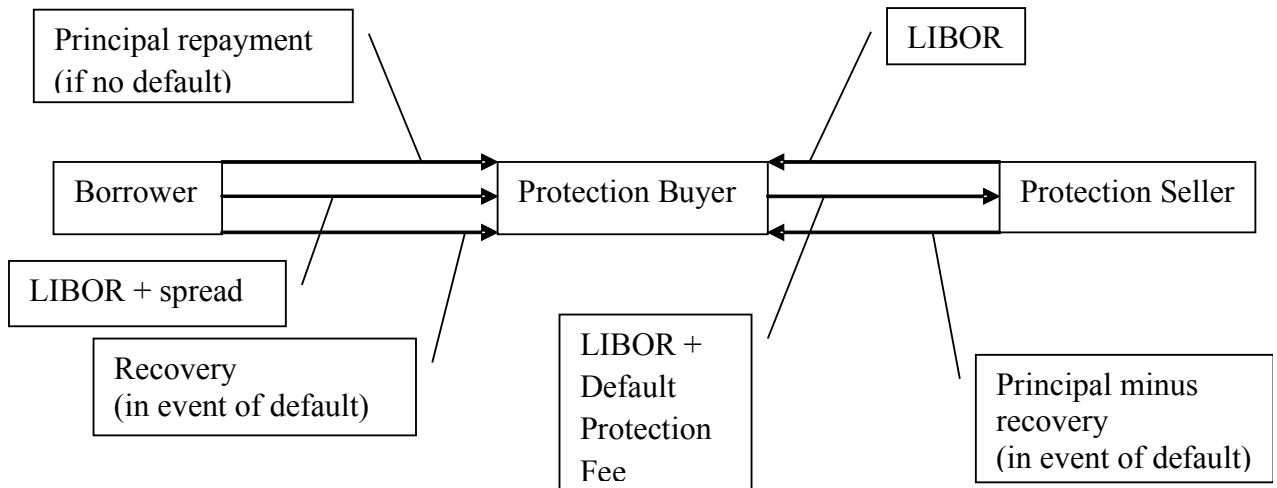 Principal repayment
(if no default)
LIBOR
Borrower
Protection Buyer
Protection Seller
LIBOR + spread
Recovery
(in event of default)
LIBOR +
Default
Protection
Fee
Principal minus
recovery
(in event of default)